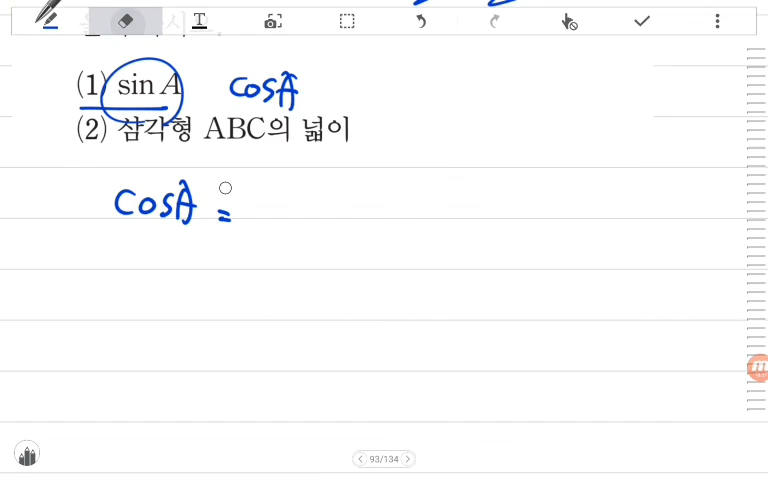 T
(1) sin A cosA
(2) 삼각형 ABC의 넓이
cosA =
93/134